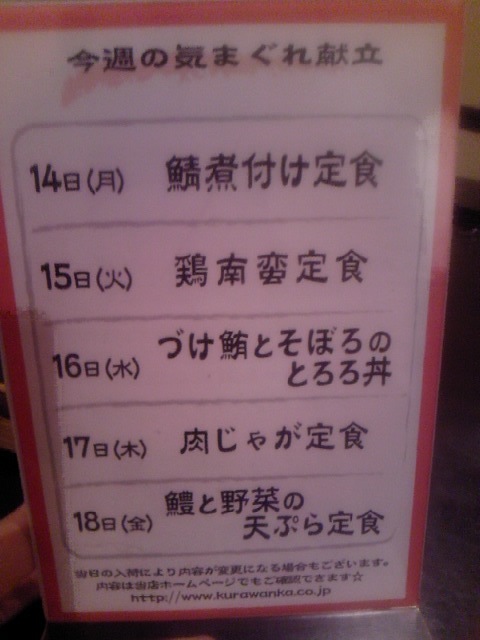 今週の気まぐれ献立
14日(月) 鯖煮付け定食
15日(火) 鶏南蛮定食
16日(水) づけ鮪とそぼろの
とろろ丼
17日(木) 肉じゃが定食
18日(金) 鱧と野菜の
天ぷら定食
当日の入荷により内容が変更になる場合もございます。
内容は当店ホームページでもご確認できます☆
http://www.kurawanka.co.jp